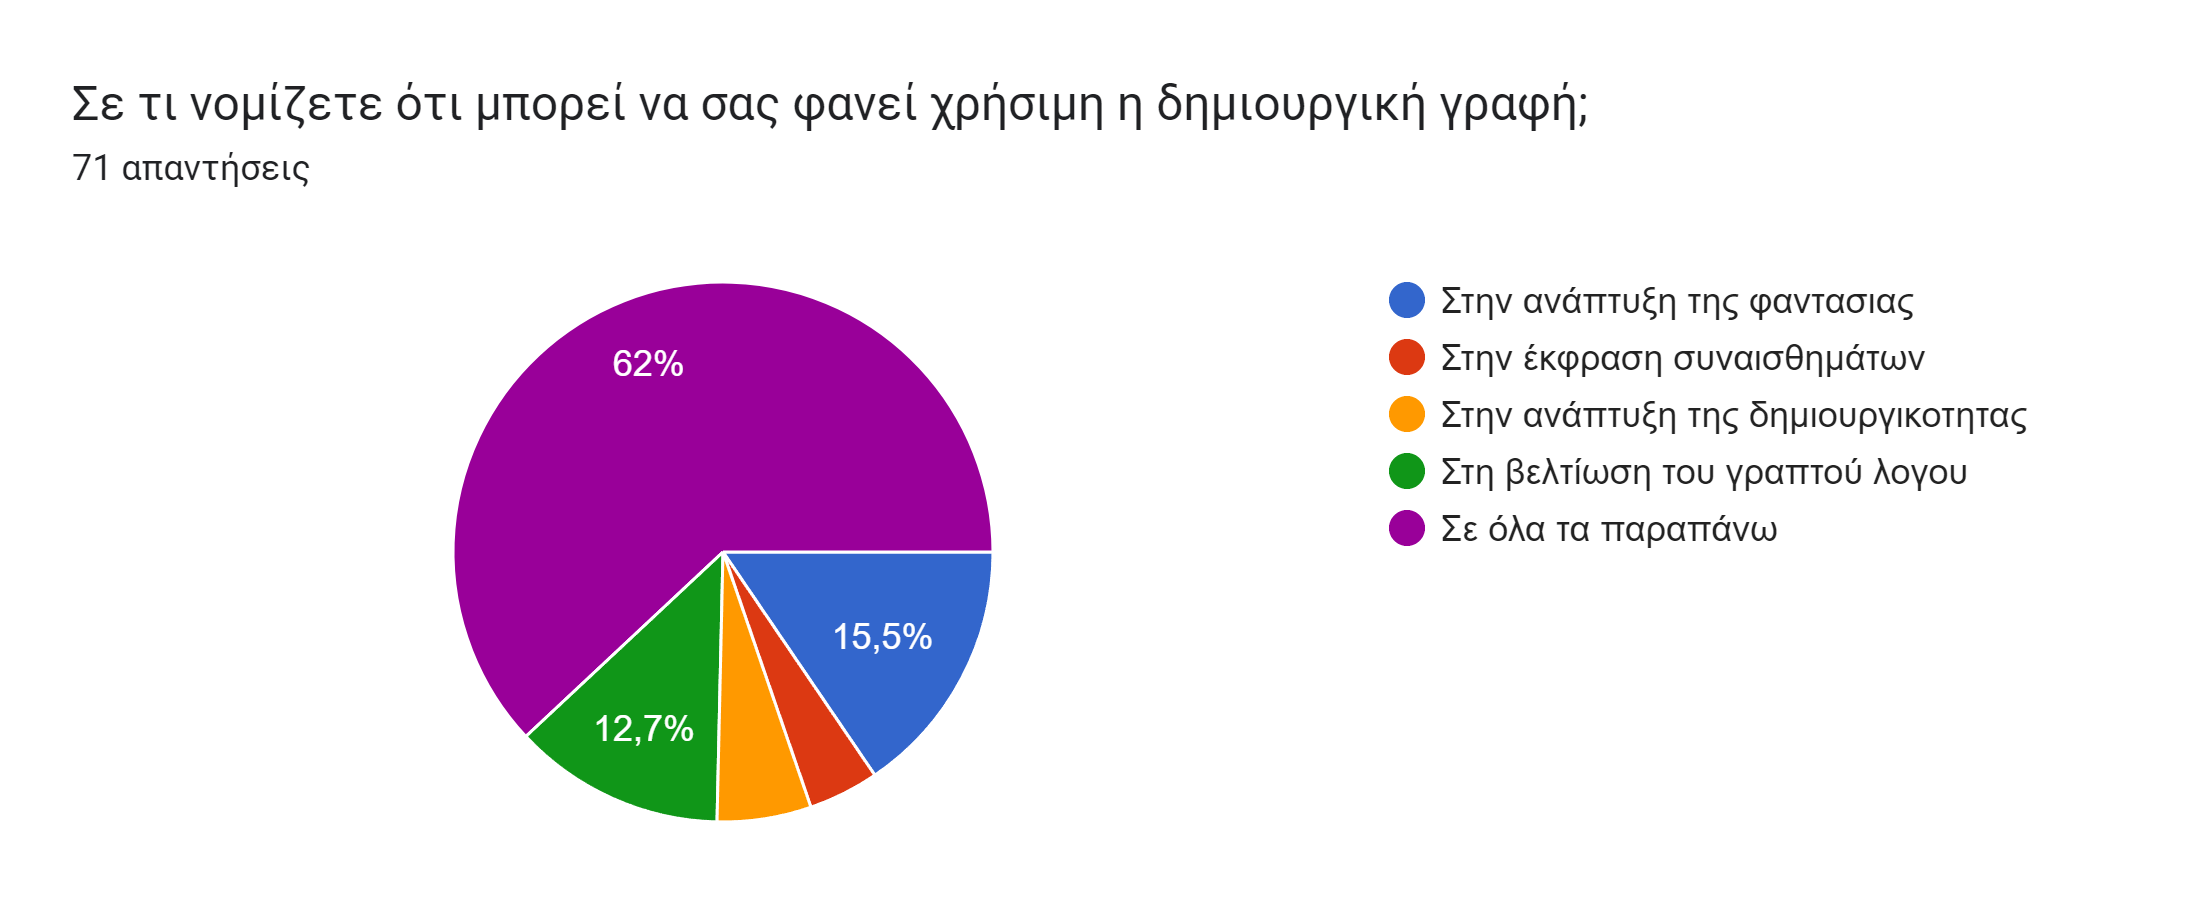 Σε τι νομίζετε ότι μπορεί να σας φανεί χρήσιμη η δημιουργική γραφή;
71 απαντήσεις
62%
15,5%
12,7%
Στην ανάπτυξη της φαντασιας
Στην έκφραση συναισθημάτων
Στην ανάπτυξη της δημιουργικοτητας
Στη βελτίωση του γραπτού λογου
Σε όλα τα παραπάνω